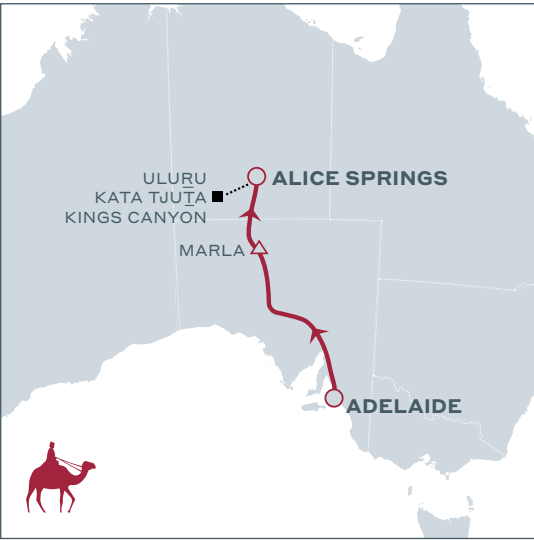 ULURU
KATA TJUṮA
KINGS CANYON
ALICE SPRINGS
MARLA
ADELAIDE